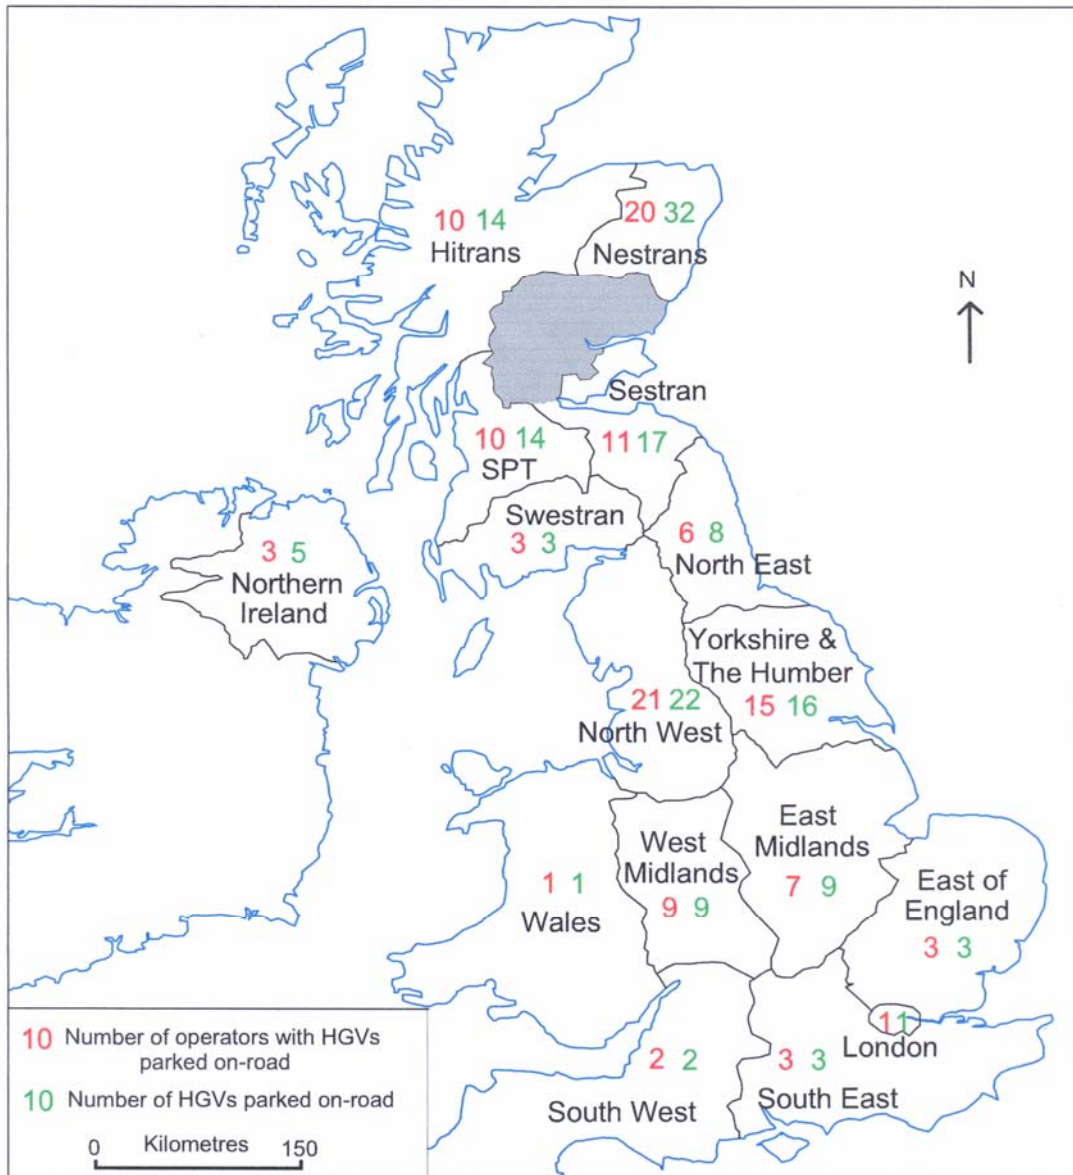 10 14
Hitrans
20 32
Nestrans
N
Sestran
10 14
SPT
11 17
Swestran
3 3
6 8
North East
3 5
Northern
Ireland
Yorkshire &
The Humber
15 16
21 22
North West
West
Midlands
9 9
East
Midlands
7 9
1 1
Wales
East of
England
3 3
11
London
2 2
South West
3 3
South East
10 Number of operators with HGVs
parked on-road
10 Number of HGVs parked on-road
0 Kilometres 150